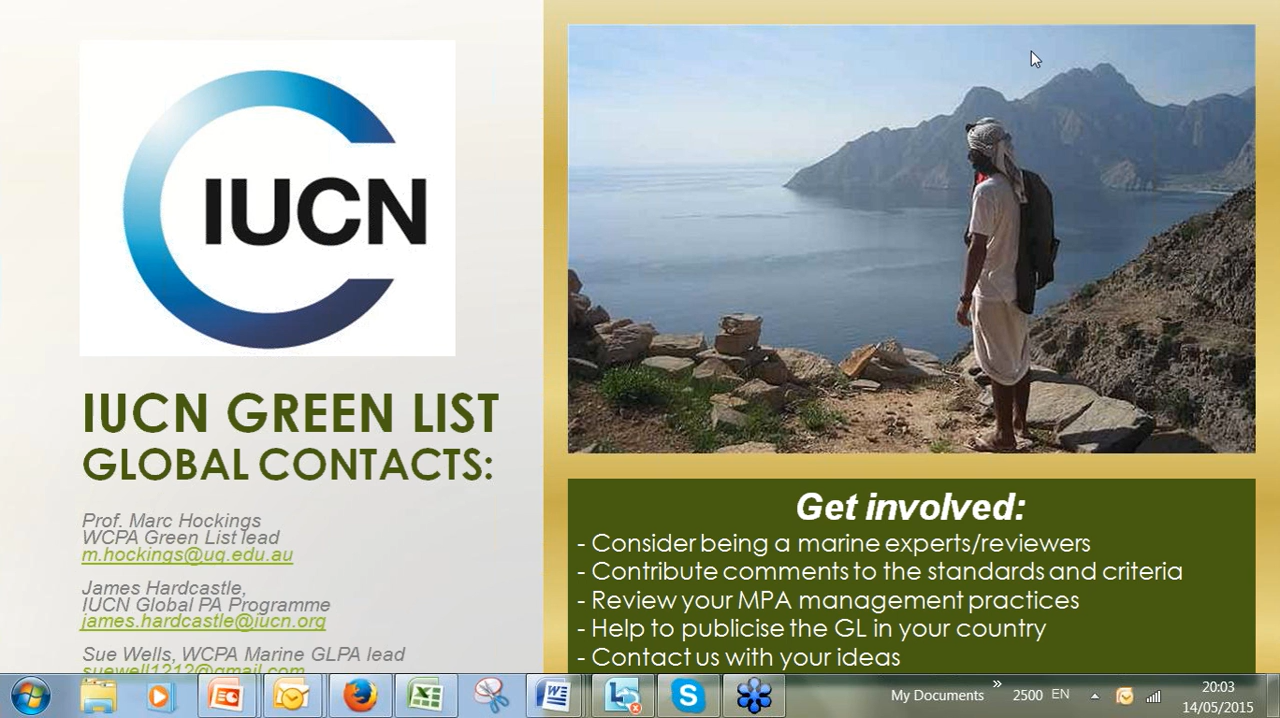 IUCN
IUCN GREEN LIST
GLOBAL CONTACTS:
Prof. Marc Hockings
WCPA Green List lead
m.hockings@uq.edu.au
James Hardcastle,
IUCN Global PA Programme
james.hardcastle@iucn.org
Sue Wells, WCPA Marine GLPA lead
suewell1212@gmail.com
Get involved:
- Consider being a marine experts/reviewers
- Contribute comments to the standards and criteria
- Review your MPA management practices
- Help to publicise the GL in your country
- Contact us with your ideas
My Documents » 2500 EN
20:03
14/05/2015